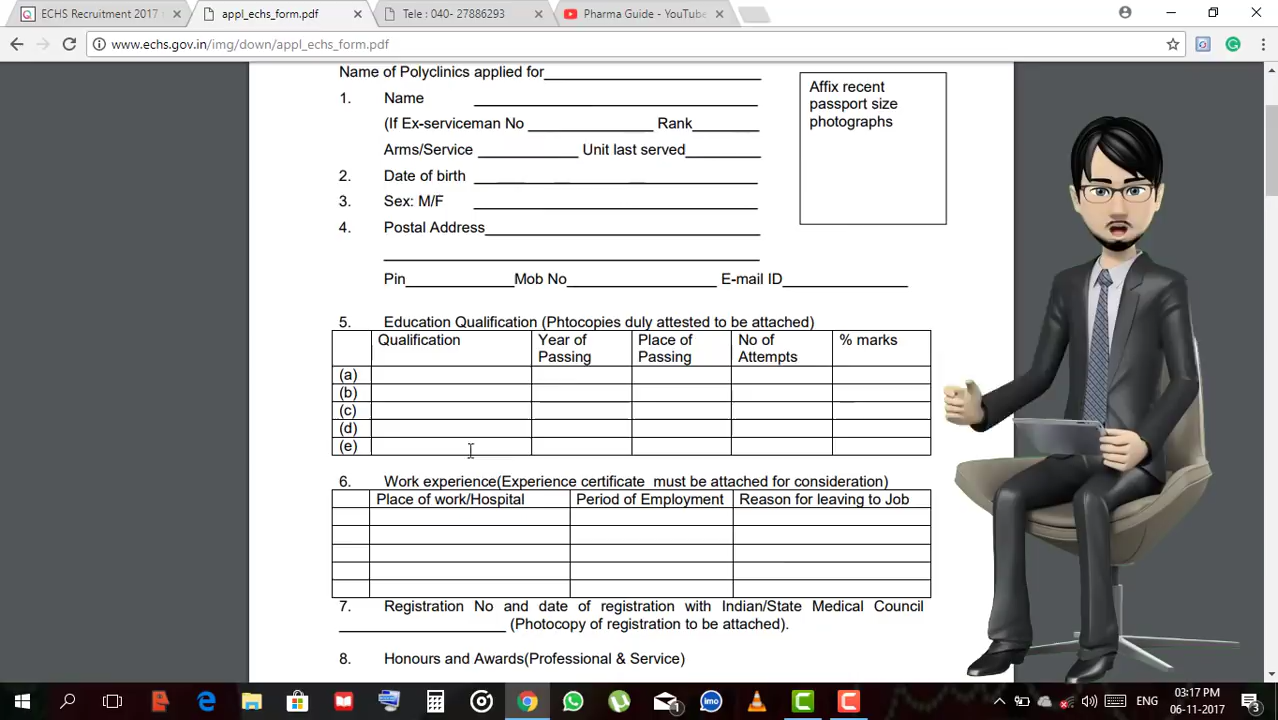 ECHS Recruitment 2017
appl_echs_form.pdf
Tele : 040- 27886293
Pharma Guide - YouTube
www.echs.gov.in/img/down/appl_echs_form.pdf
Name of Polyclinics applied for
Affix recent
passport size
photographs
1. Name
(If Ex-serviceman No Rank
Arms/Service Unit last served
2. Date of birth
3. Sex: M/F
4. Postal Address
Pin Mob No E-mail ID
5. Education Qualification (Phtocopies duly attested to be attached)
Qualification Year of Passing Place of Passing No of Attempts % marks
(a)
(b)
(c)
(d)
(e)
6 Work experience(Experience certificate must be attached for consideration)
Place of work/Hospital Period of Employment Reason for leaving to Job
7. Registration No and date of registration with Indian/State Medical Council
(Photocopy of registration to be attached).
8. Honours and Awards(Professional & Service)
ENG
03:17 PM
06-11-2017